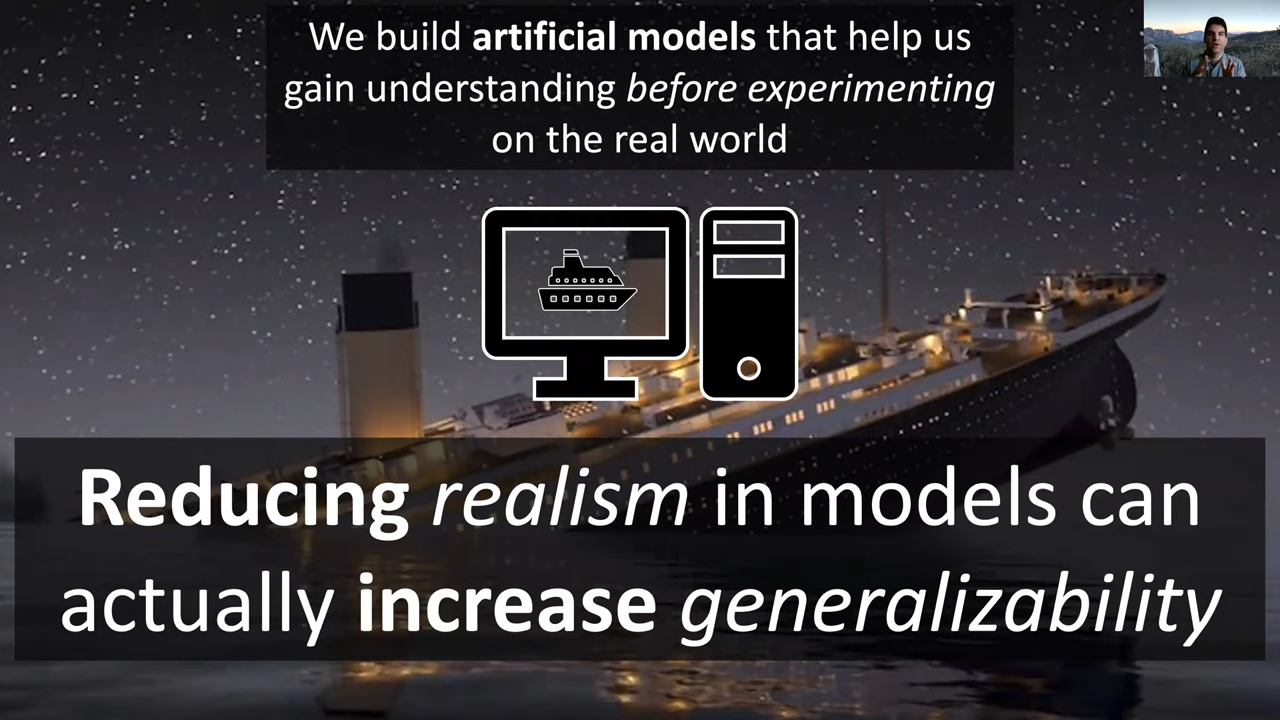 We build artificial models that help us
gain understanding before experimenting
on the real world
Reducing realism in models can
actually increase generalizability